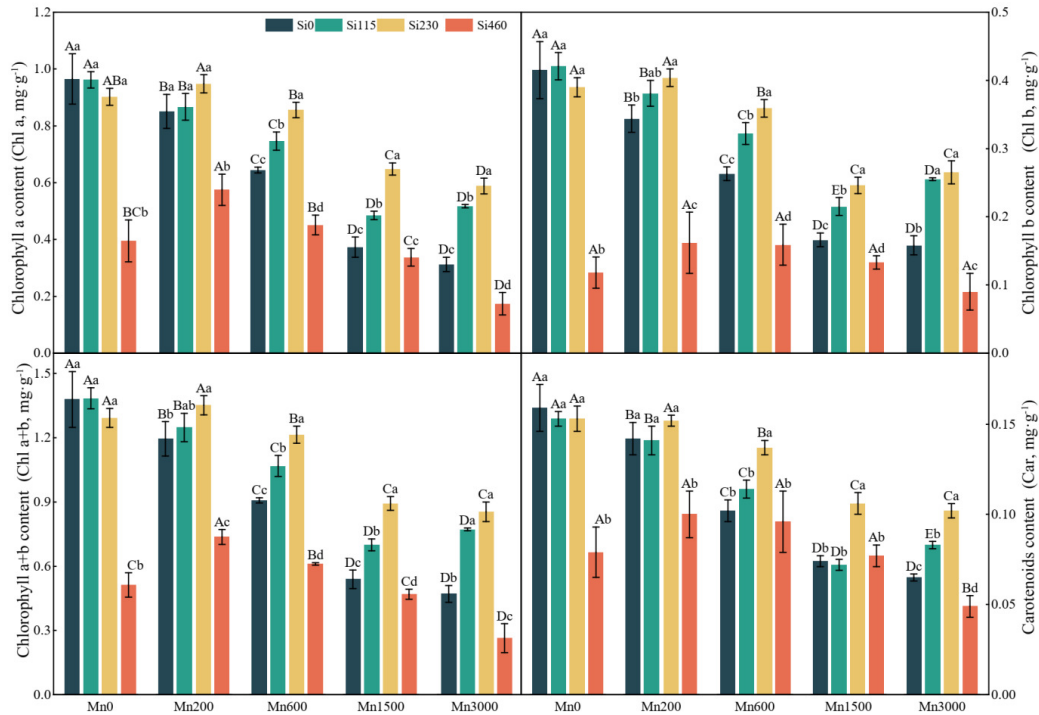 Si0 Si115 Si230 Si460
Chlorophyll a content (Chl a, mg·g⁻¹)
1.2
1.0
0.8
0.6
0.4
0.2
0.0
Aa Aa ABa BCb
Ba Ba Aa Ab
Cc Cb Ba Bd
Dc Db Ca Cc
Dc Db Da Dd
Chlorophyll b content (Chl b, mg·g⁻¹)
0.5
0.4
0.3
0.2
0.1
0.0
Aa Aa Aa Ab
Bb Bab Aa Ac
Cc Cb Ba Ad
Dc Eb Ca Ad
Db Da Ca Ac
Chlorophyll a+b content (Chl a+b, mg·g⁻¹)
1.5
1.2
0.9
0.6
0.3
0.0
Aa Aa Aa Cb
Bb Bab Aa Ac
Cc Cb Ba Bd
Dc Db Ca Cd
Db Da Ca Dc
Mn0 Mn200 Mn600 Mn1500 Mn3000
Carotenoids content (Car, mg·g⁻¹)
0.15
0.10
0.05
0.00
Aa Aa Aa Ab
Ba Ba Aa Ab
Cb Cb Ba Ab
Db Db Ca Ab
Dc Eb Ca Bd
Mn0 Mn200 Mn600 Mn1500 Mn3000